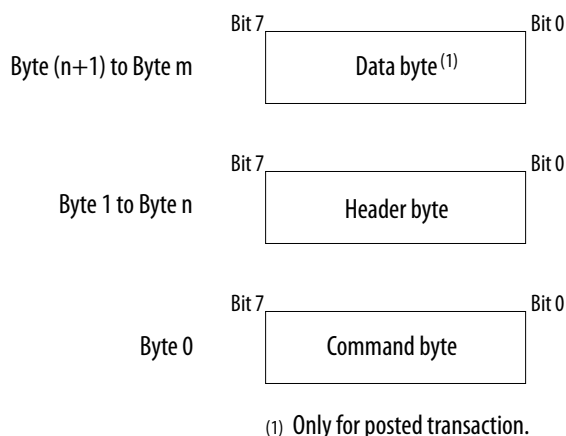 Bit 7 Bit 0
Byte (n+1) to Byte m Data byte (1)
Bit 7 Bit 0
Byte 1 to Byte n Header byte
Bit 7 Bit 0
Byte 0 Command byte
(1) Only for posted transaction.